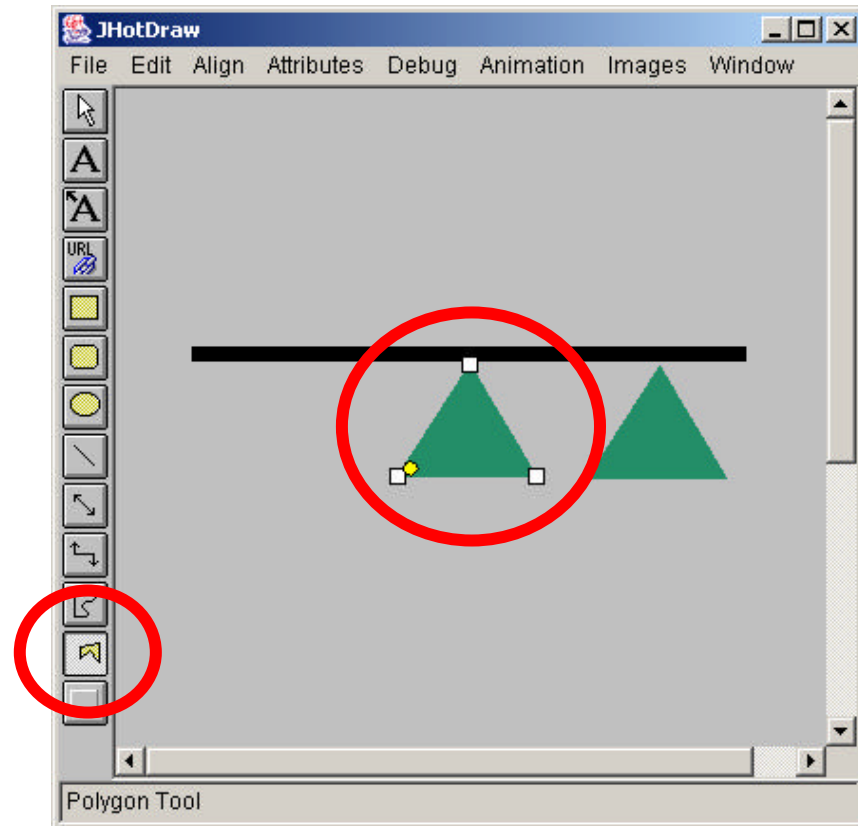 JHotDraw
File Edit Align Attributes Debug Animation Images Window
A
A
URL
Polygon Tool